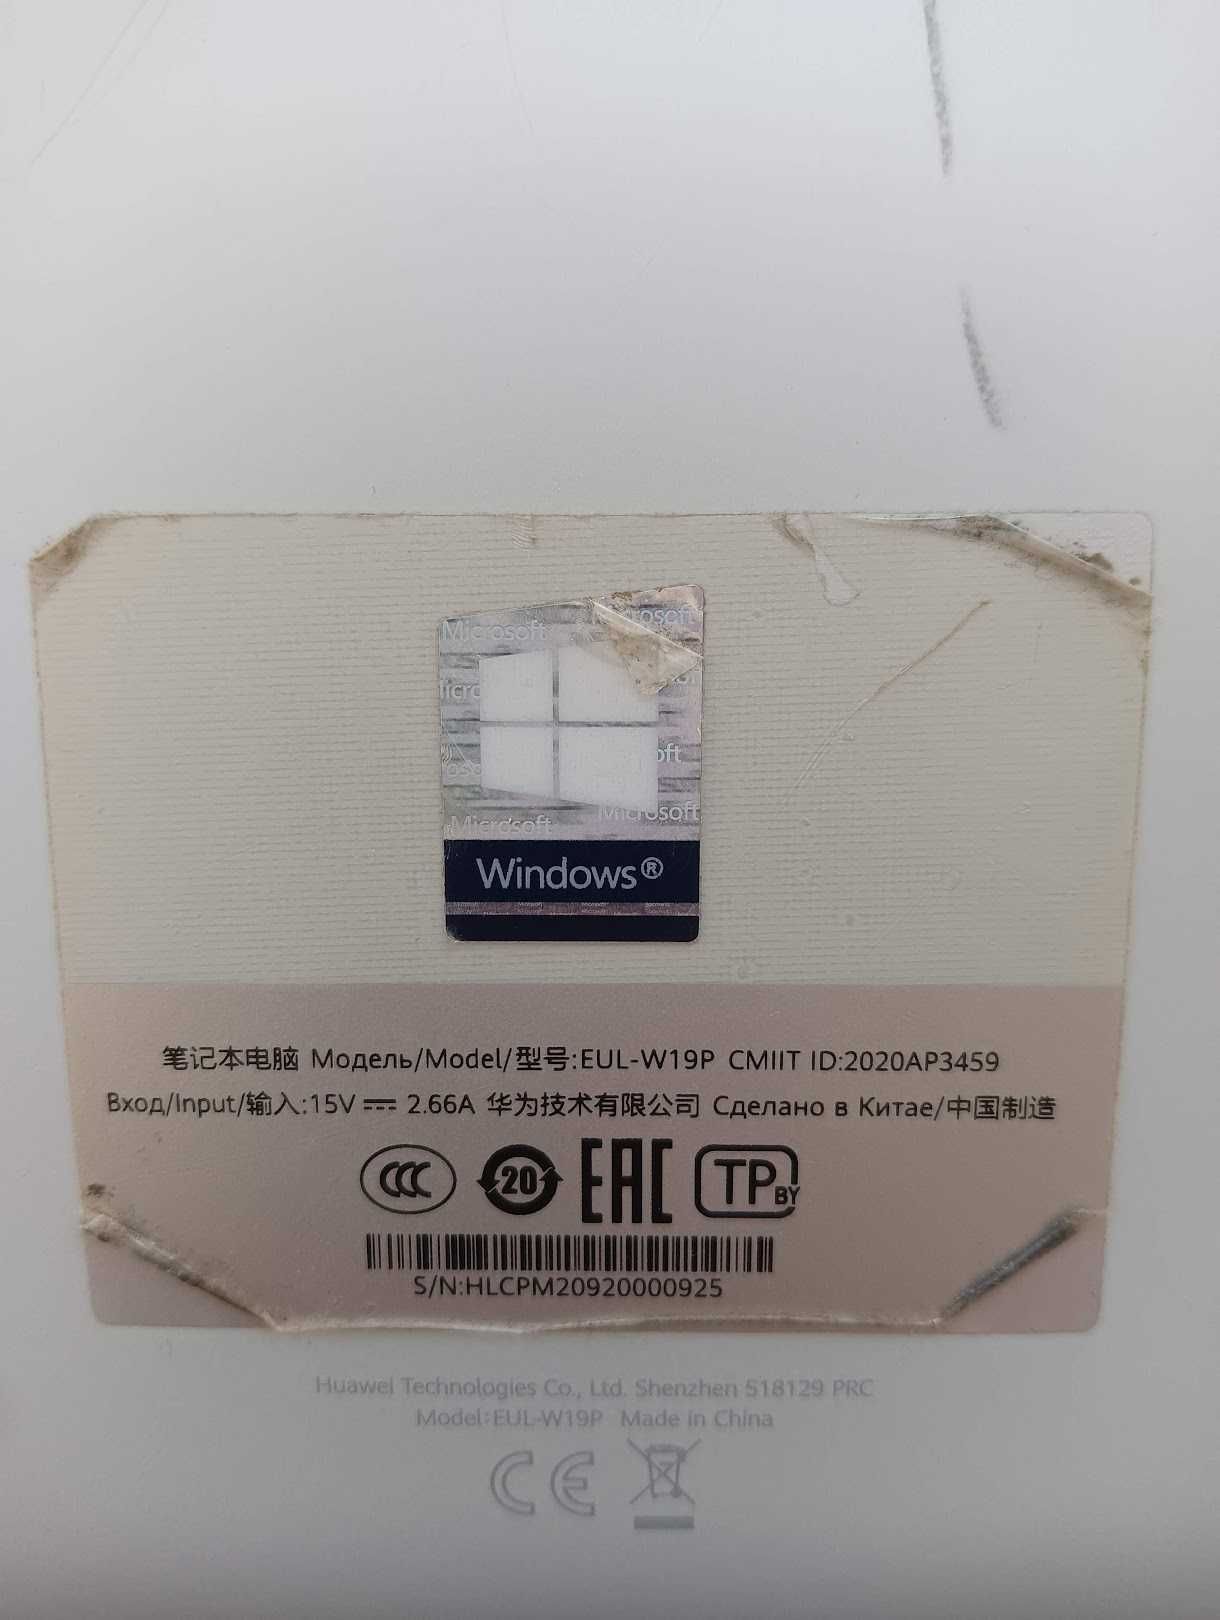 Microsoft
Microsoft
Microsoft
Windows®
笔记本电脑 Модель/Model/型号:EUL-W19P CMIIT ID:2020AP3459
Вход/Input/输入:15V 2.66A 华为技术有限公司 Сделано в Китае/中国制造
CCC 20 EAC TP BY
S/N:HLCPM20920000925
Huawei Technologies Co., Ltd. Shenzhen 518129 PRC
Model:EUL-W19P Made in China
CE